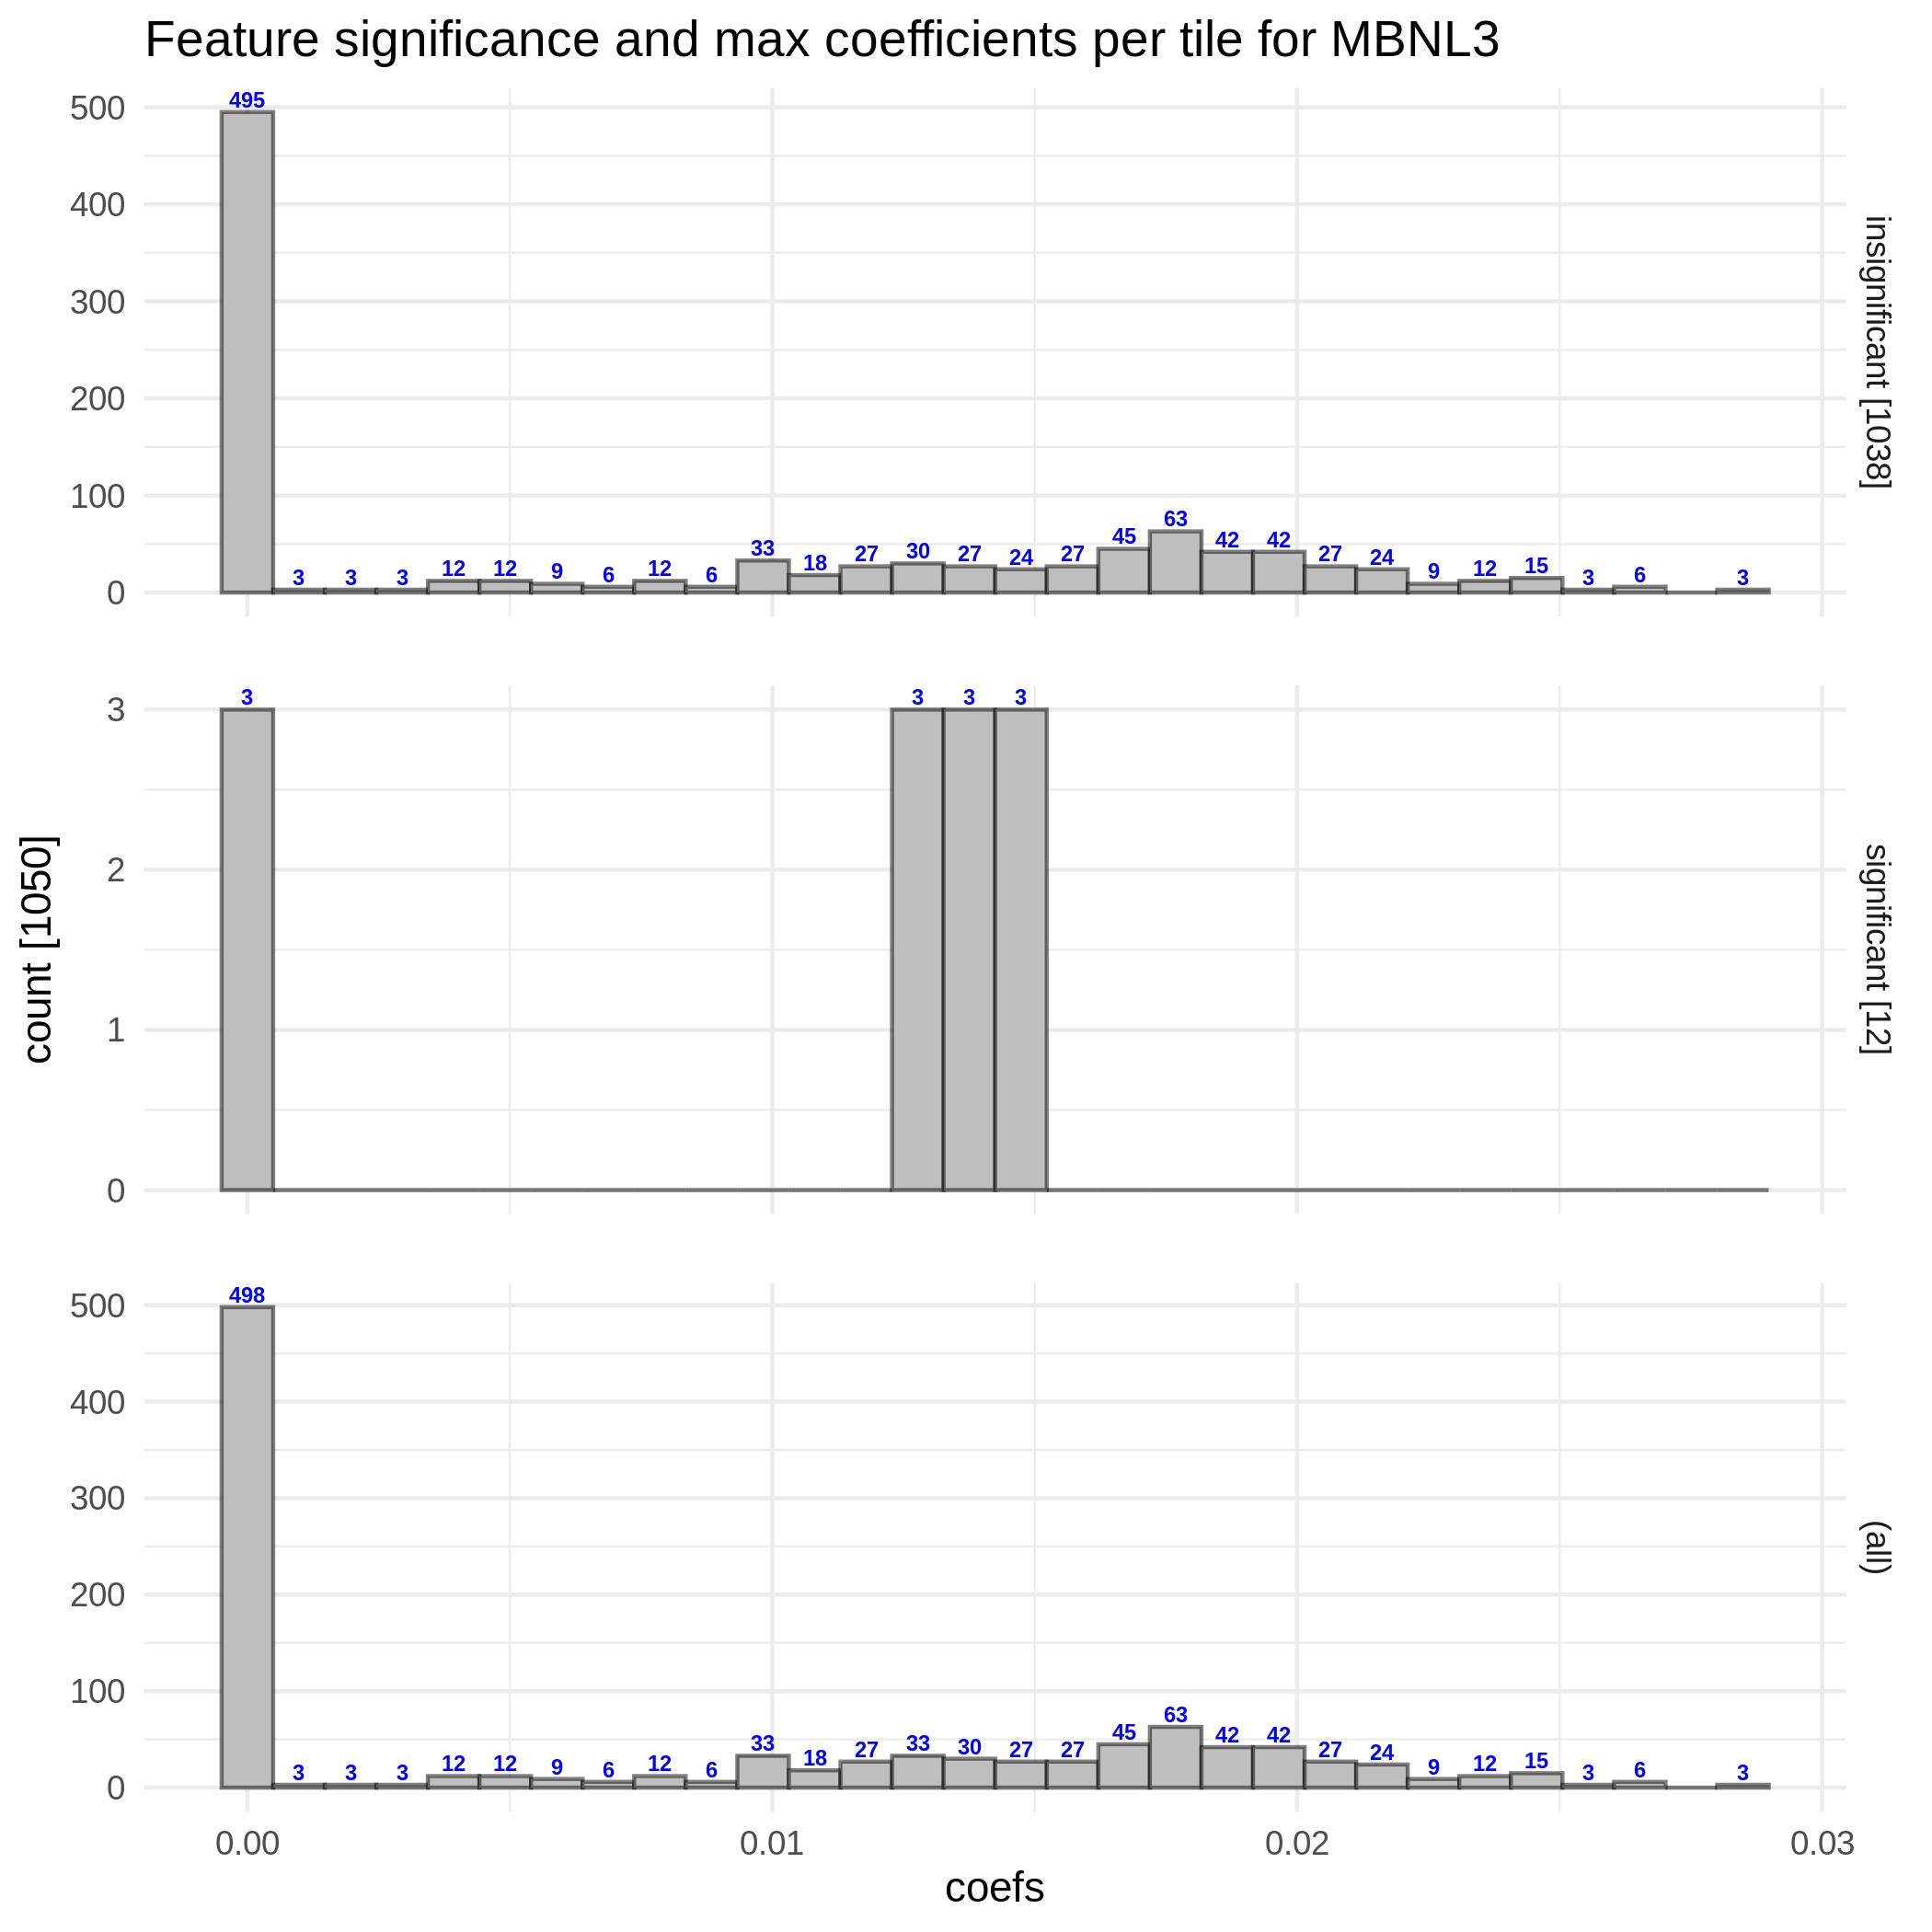 Feature significance and max coefficients per tile for MBNL3
500
400
300
200
100
0
495
3 3 3 12 12 9 6 12 6 33 18 27 30 27 24 27 45 63 42 42 27 24 9 12 15 3 6 3
insignificant [1038]
count [1050]
3
2
1
0
3 3 3 3
significant [12]
500
400
300
200
100
0
498
3 3 3 12 12 9 6 12 6 33 18 27 33 30 27 27 45 63 42 42 27 24 9 12 15 3 6 3
(all)
0.00 0.01 0.02 0.03
coefs